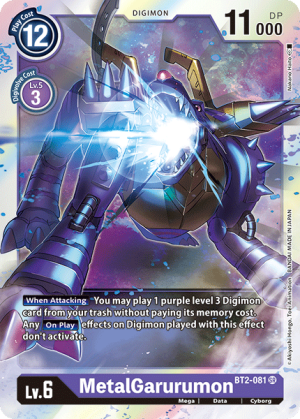 Play Cost
12
DIGIMON
11000
DP
Digivolve Cost
Lv.5
3
When Attacking You may play 1 purple level 3 Digimon
card from your trash without paying its memory cost.
Any On Play effects on Digimon played with this effect
don't activate.
Lv.6
MetalGarurumon
BT2-081 SR
Mega | Data | Cyborg
©Akiyoshi Hongo, Toei Animation BANDAI MADE IN JAPAN